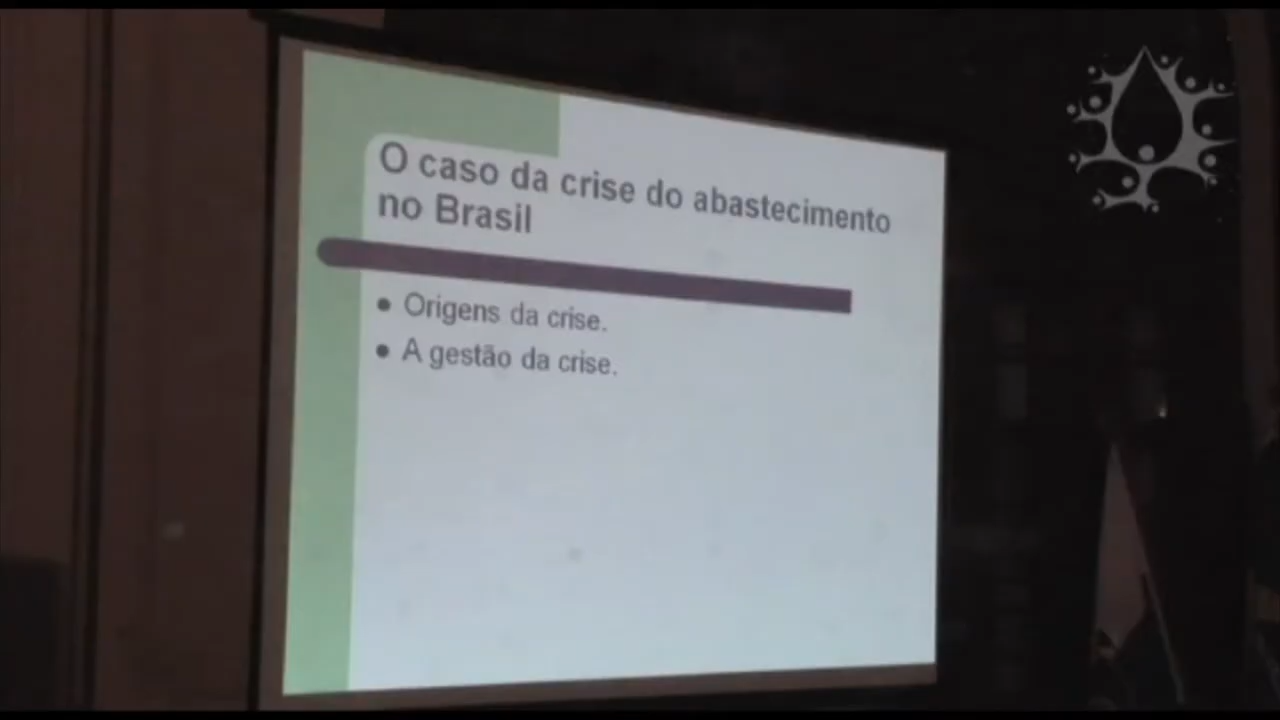 O caso da crise do abastecimento
no Brasil
• Origens da crise.
• A gestão da crise.